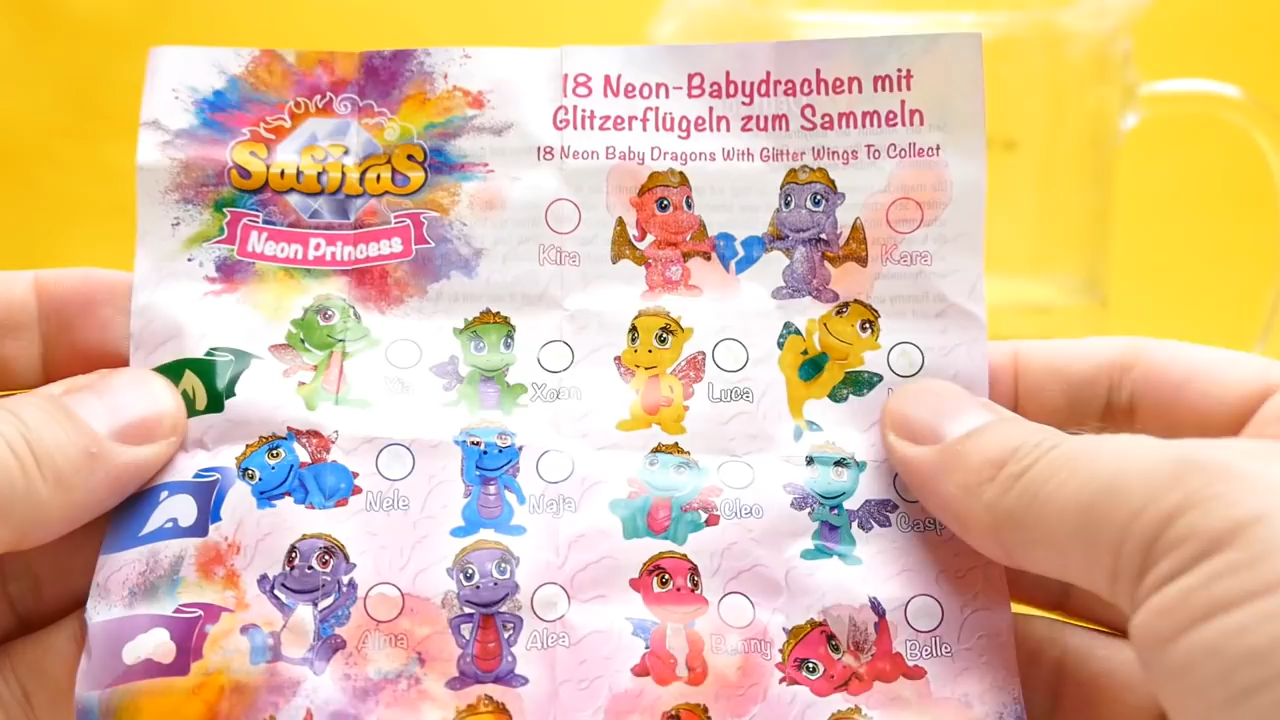 Safiras
Neon Princess
18 Neon-Babydrachen mit
Glitzerflügeln zum Sammeln
18 Neon Baby Dragons With Glitter Wings To Collect
Kira
Kara
Xoan
Luca
Nele
Naja
Cleo
Casp
Alma
Alea
Benny
Belle